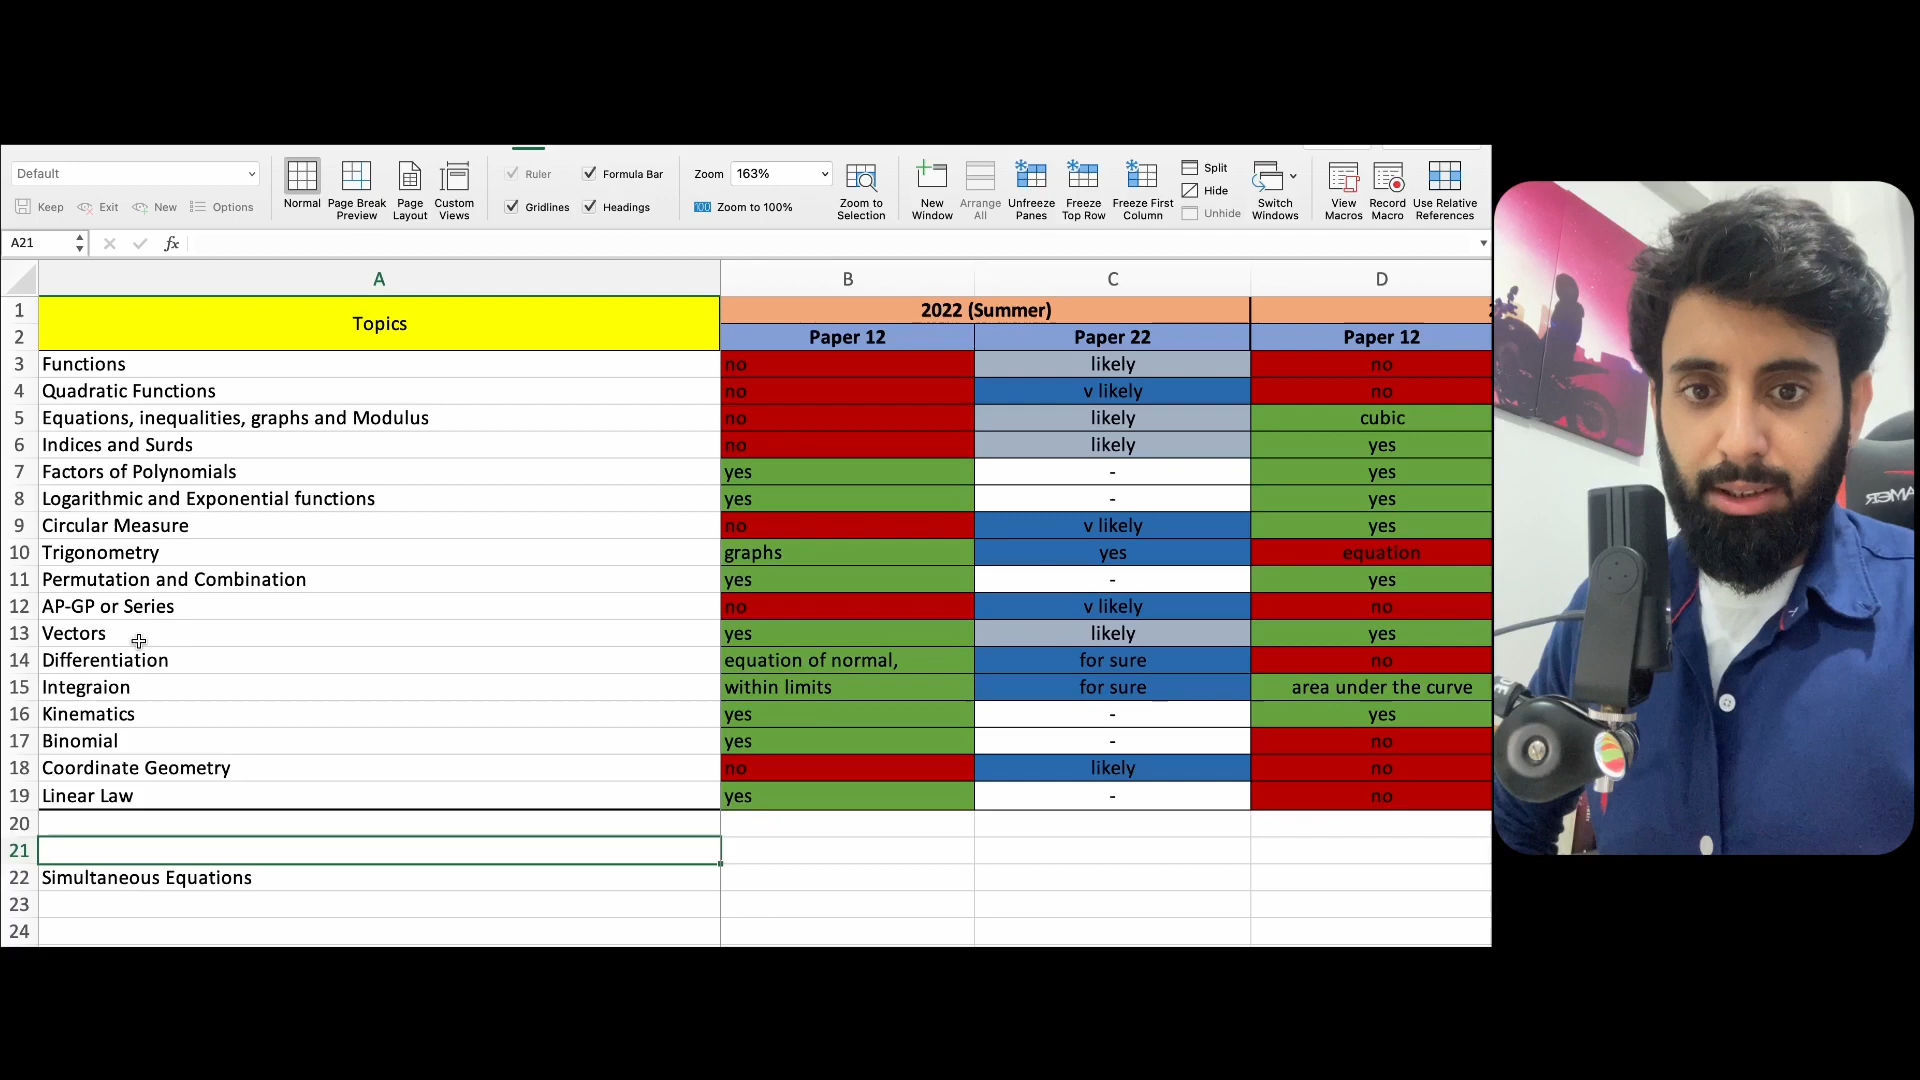 Default
Keep Exit New Options
Normal
Page Break Preview
Page Layout
Custom Views
Ruler
Formula Bar
Gridlines
Headings
Zoom 163%
100 Zoom to 100%
Zoom to Selection
New Window
Arrange All
Unfreeze Panes
Freeze Top Row
Freeze First Column
Split
Hide
Unhide
Switch Windows
View Macros
Record Macro
Use Relative References
A21 fx
A B C D
1 Topics 2022 (Summer)
2 Paper 12 Paper 22 Paper 12
3 Functions no likely no
4 Quadratic Functions no v likely no
5 Equations, inequalities, graphs and Modulus no likely cubic
6 Indices and Surds no likely yes
7 Factors of Polynomials yes - yes
8 Logarithmic and Exponential functions yes - yes
9 Circular Measure no v likely yes
10 Trigonometry graphs yes equation
11 Permutation and Combination yes - yes
12 AP-GP or Series no v likely no
13 Vectors yes likely yes
14 Differentiation equation of normal, for sure no
15 Integraion within limits for sure area under the curve
16 Kinematics yes - yes
17 Binomial yes - no
18 Coordinate Geometry no likely no
19 Linear Law yes - no
20
21
22 Simultaneous Equations
23
24